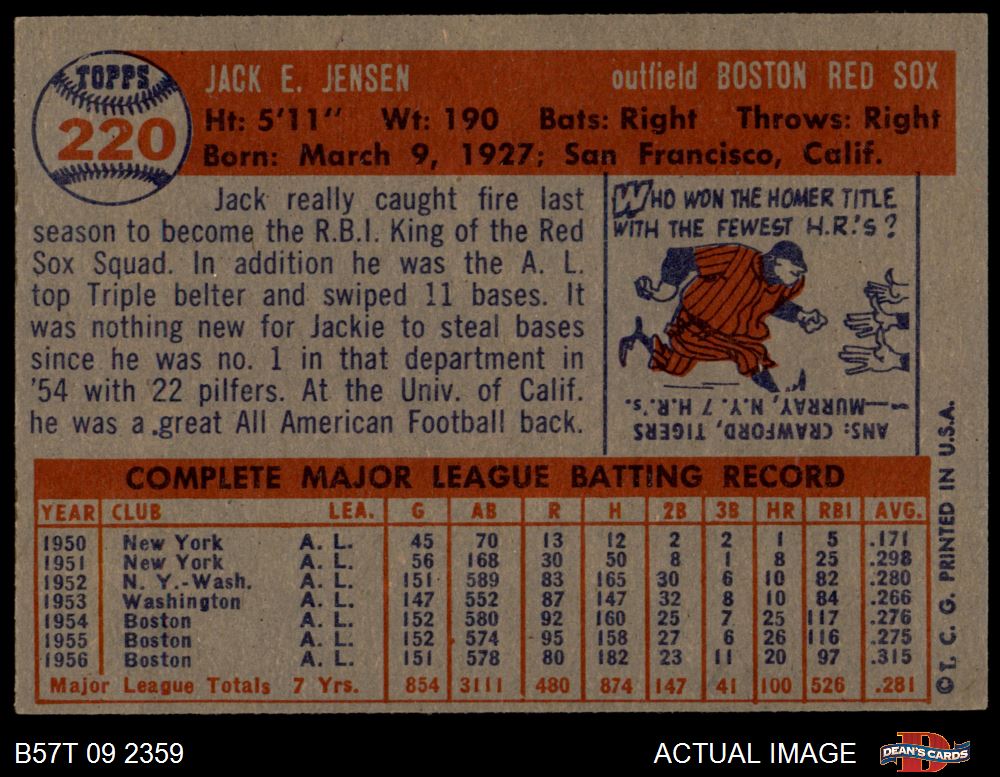 TOPPS
220
JACK E. JENSEN outfield BOSTON RED SOX
Ht: 5'11" Wt: 190 Bats: Right Throws: Right
Born: March 9, 1927; San Francisco, Calif.
Jack really caught fire last
season to become the R.B.I. King of the Red
Sox Squad. In addition he was the A. L.
top Triple belter and swiped 11 bases. It
was nothing new for Jackie to steal bases
since he was no. 1 in that department in
'54 with 22 pilfers. At the Univ. of Calif.
he was a great All American Football back.
WHO WON THE HOMER TITLE
WITH THE FEWEST H.R.'s?
ANS: CRAWFORD, TIGERS
—MURRAY, N.Y. 7 H.R.'s.
COMPLETE MAJOR LEAGUE BATTING RECORD
YEAR CLUB LEA. G AB R H 2B 3B HR RBI AVG.
1950 New York A. L. 45 70 13 12 2 2 1 5 .171
1951 New York A. L. 56 168 30 50 8 1 8 25 .298
1952 N. Y.-Wash. A. L. 151 589 83 165 30 6 10 82 .280
1953 Washington A. L. 147 552 87 147 32 8 10 84 .266
1954 Boston A. L. 152 580 92 160 25 7 25 117 .276
1955 Boston A. L. 152 574 95 158 27 6 26 116 .275
1956 Boston A. L. 151 578 80 182 23 11 20 97 .315
Major League Totals 7 Yrs. 854 3111 480 874 147 41 100 526 .281
© T. C. G. PRINTED IN U.S.A.
B57T 09 2359 ACTUAL IMAGE
DEAN'S CARDS